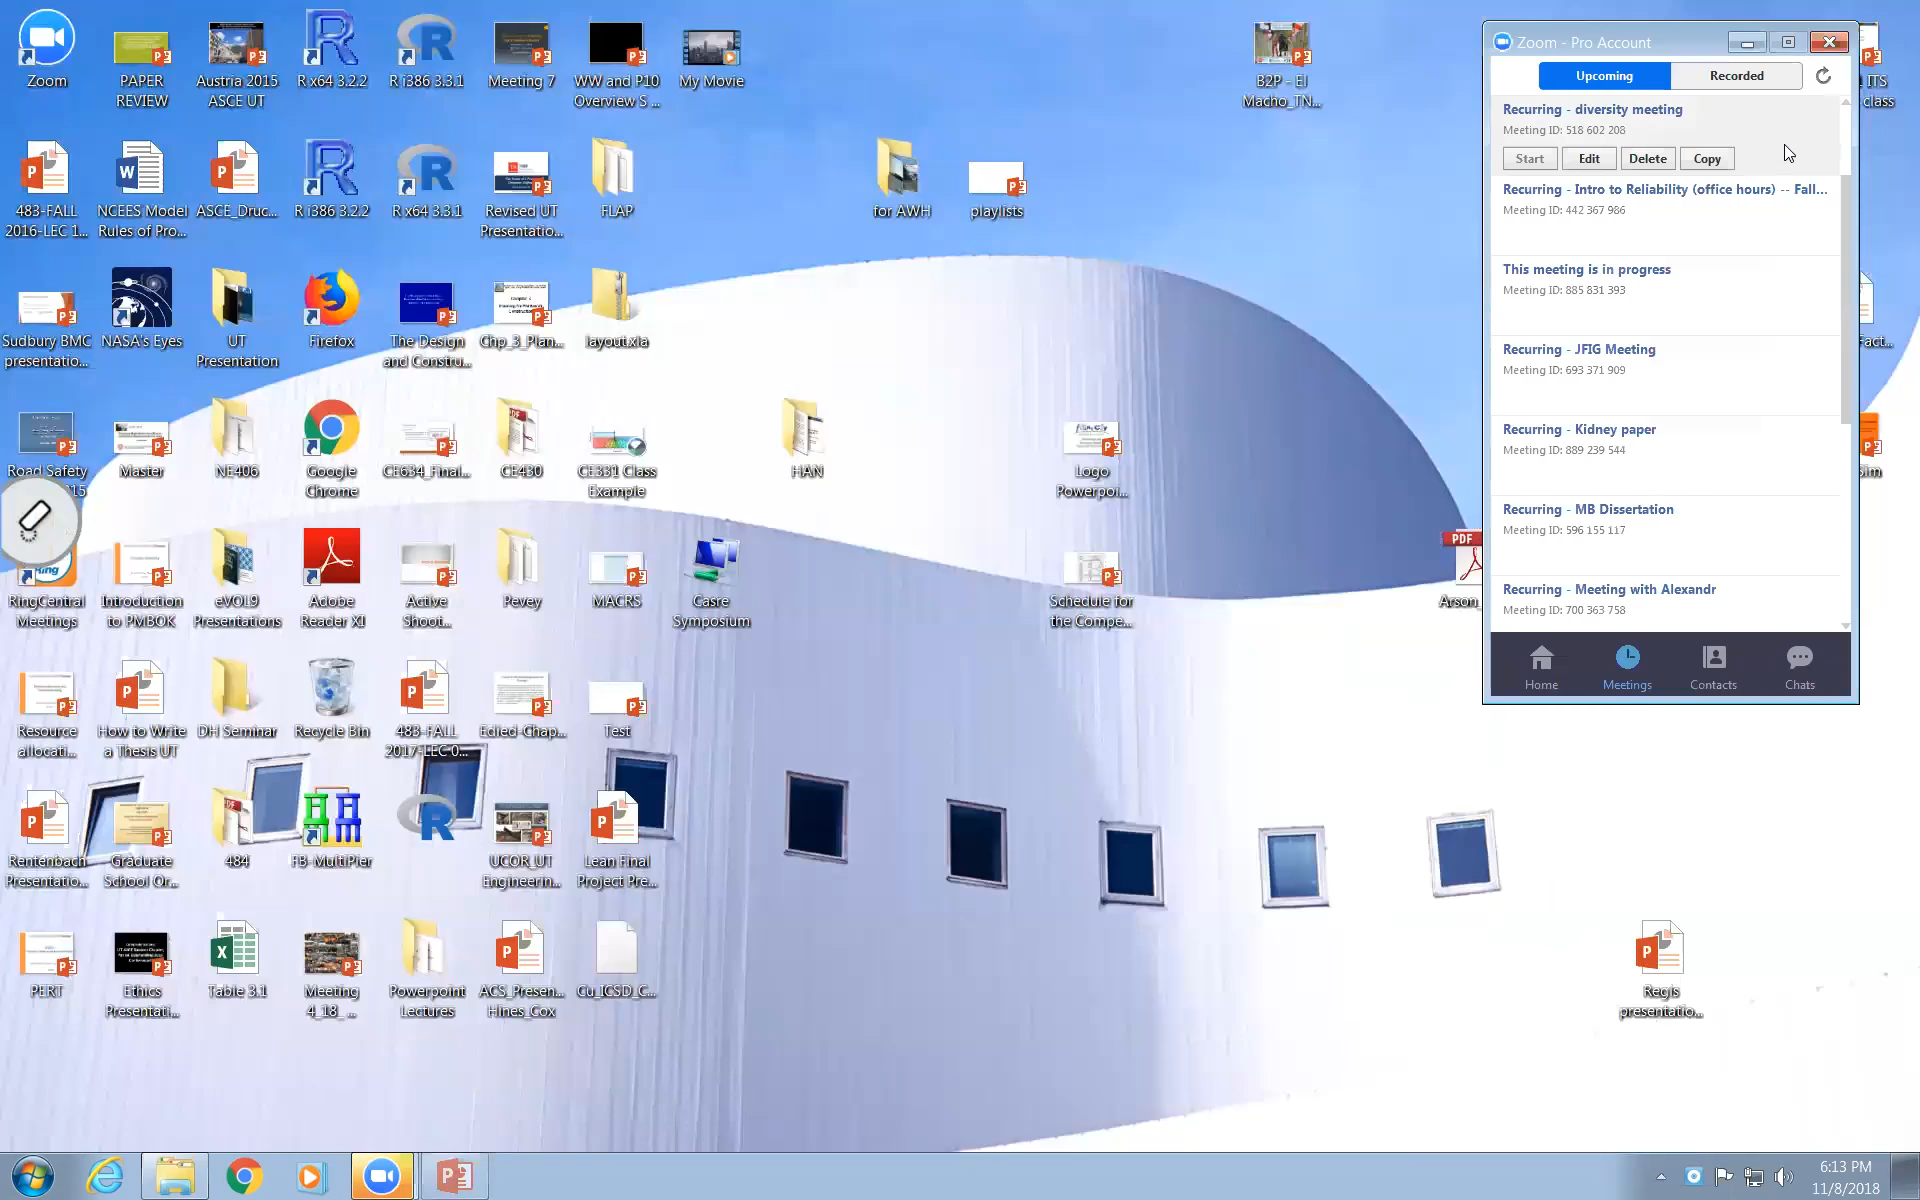 Zoom
PAPER
REVIEW
Austria 2015
ASCE UT
R x64 3.2.2
R i386 3.3.1
Meeting 7
WW and P10
Overview S ...
My Movie
B2P - El
Macho_TN...
ITS
class
483-FALL
2016-LEC 1...
NCEES Model
Rules of Pro...
ASCE_Druc...
R i386 3.2.2
R x64 3.3.1
Revised UT
Presentatio...
FLAP
for AWH
playlists
Sudbury BMC
presentatio...
NASA's Eyes
UT
Presentation
Firefox
The Design
and Constru...
Chp_3_Plan...
layout.xla
Fact...
Road Safety
15
Master
NE406
Google
Chrome
CE634_Final...
CE430
CE331 Class
Example
HAN
Logo
Powerpoi...
sim
RingCentral
Meetings
Introduction
to PMBOK
eVOL9
Presentations
Adobe
Reader XI
Active
Shoot...
Pevey
MACRS
Casre
Symposium
Schedule for
the Compe...
PDF
Arson_
Resource
allocati...
How to Write
a Thesis UT
DH Seminar
Recycle Bin
483-FALL
2017-LEC 0...
Edied-Chap...
Test
Rentenbach
Presentatio...
Graduate
School Or...
484
FB-MultiPier
UCOR_UT
Engineerin...
Lean Final
Project Pre...
PERT
Ethics
Presentati...
Table 3.1
Meeting
4_18_ ...
Powerpoint
Lectures
ACS_Presen...
Hines_Cox
Cu_ICSD_C...
Regis
presentatio...
Zoom - Pro Account
Upcoming
Recorded
Recurring - diversity meeting
Meeting ID: 518 602 208
Start
Edit
Delete
Copy
Recurring - Intro to Reliability (office hours) -- Fall...
Meeting ID: 442 367 986
This meeting is in progress
Meeting ID: 885 831 393
Recurring - JFIG Meeting
Meeting ID: 693 371 909
Recurring - Kidney paper
Meeting ID: 889 239 544
Recurring - MB Dissertation
Meeting ID: 596 155 117
Recurring - Meeting with Alexandr
Meeting ID: 700 363 758
Home
Meetings
Contacts
Chats
6:13 PM
11/8/2018